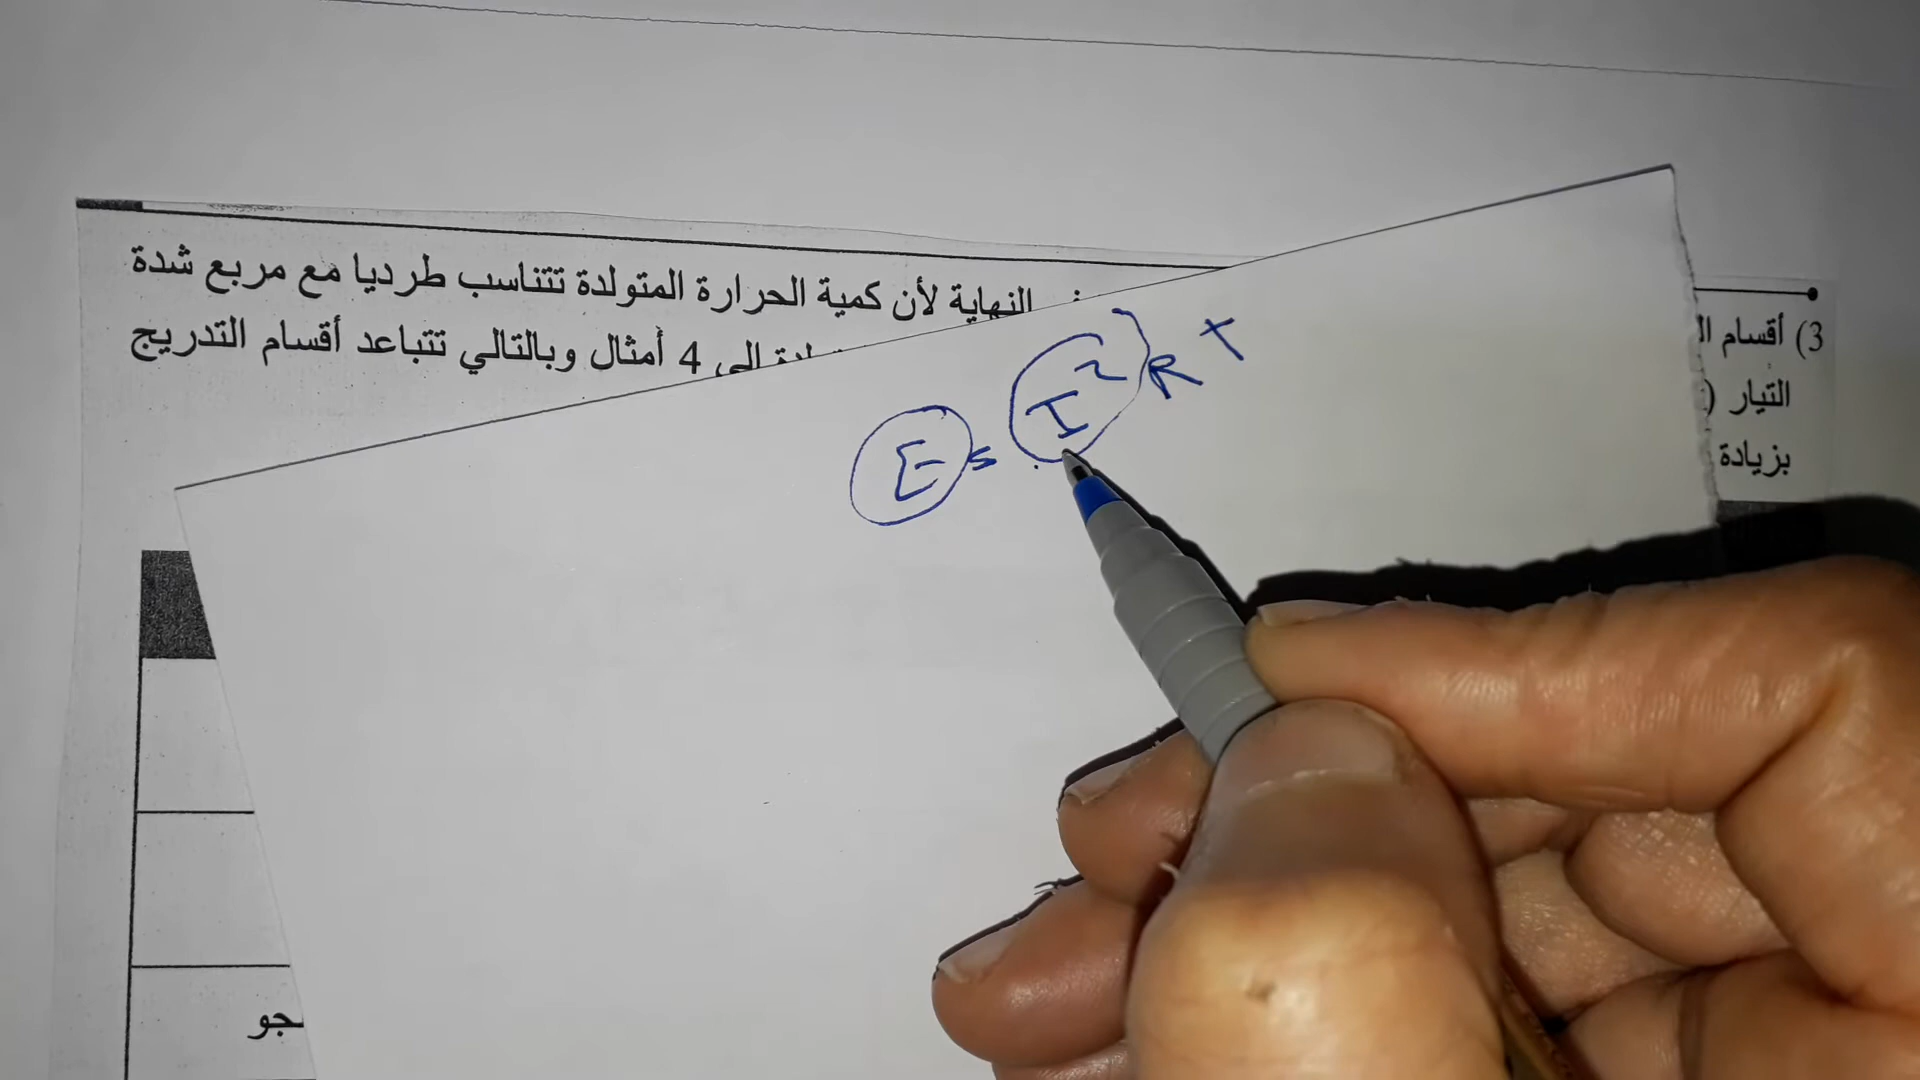 3) أقسام
النهاية لأن كمية الحرارة المتولدة تتناسب طرديا مع مربع شدة
التيار (
إلى 4 أمثال وبالتالي تتباعد أقسام التدريج
بزيادة
E = I² R t
جو